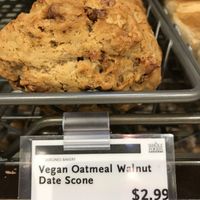 Vegan Oatmeal Walnut
Date Scone
$2.99